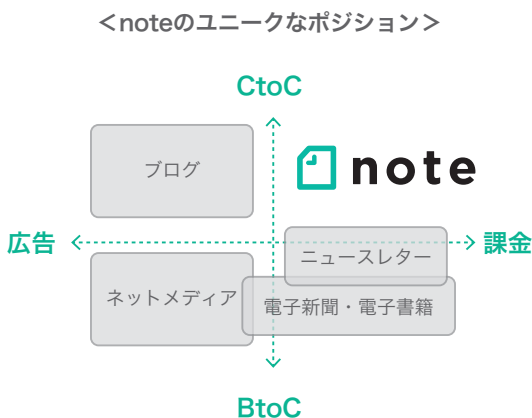 ＜noteのユニークなポジション＞
CtoC
ブログ
note
広告
課金
ニュースレター
ネットメディア
電子新聞・電子書籍
BtoC